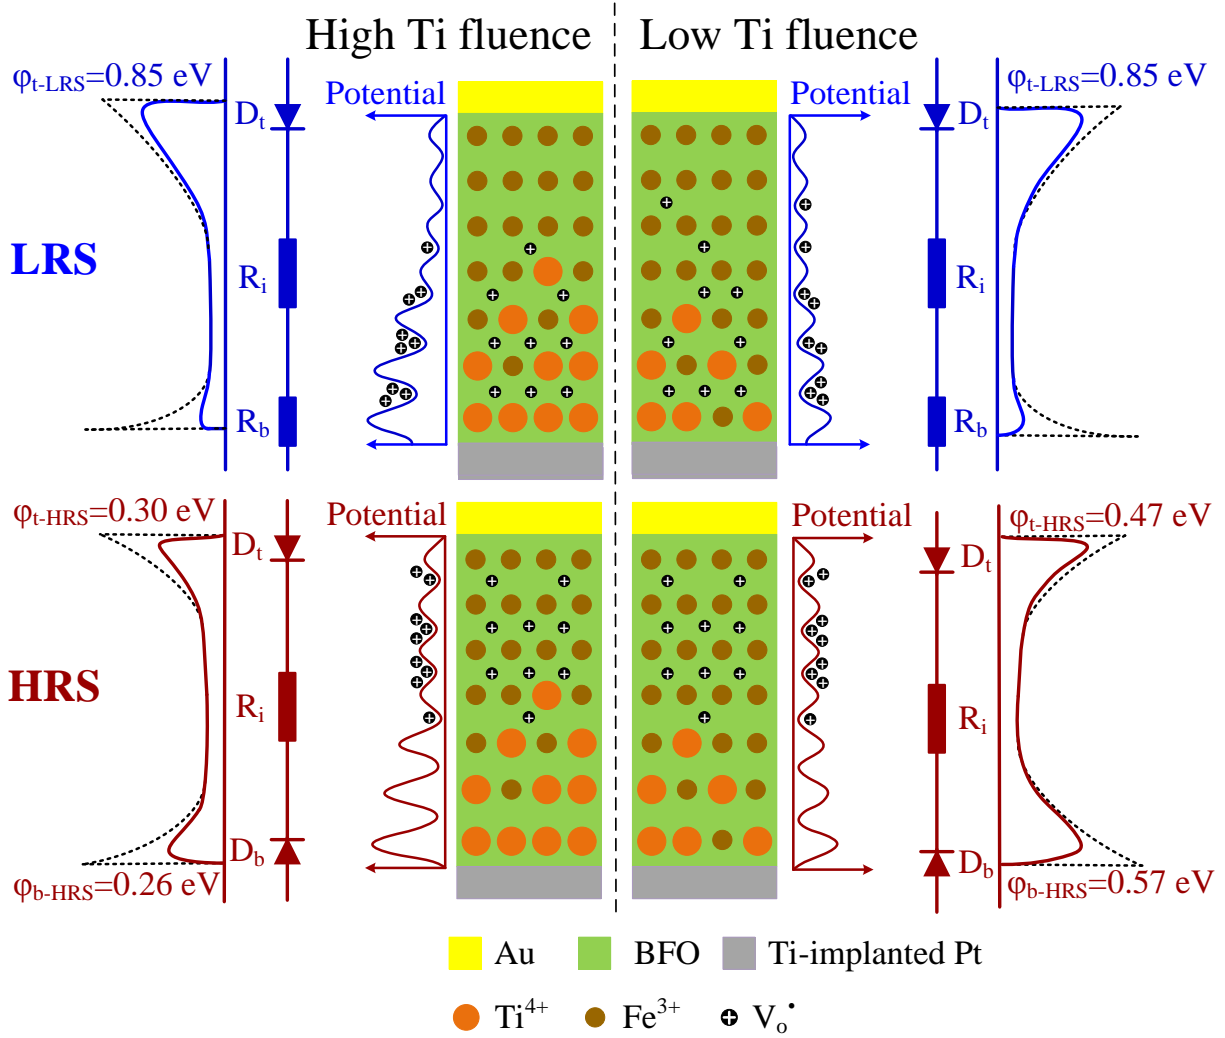 High Ti fluence
Low Ti fluence
φt-LRS=0.85 eV
Potential
Potential
φt-LRS=0.85 eV
Dt
Dt
LRS
Ri
Ri
Rb
Rb
φt-HRS=0.30 eV
Potential
Potential
φt-HRS=0.47 eV
Dt
Dt
HRS
Ri
Ri
Db
Db
φb-HRS=0.26 eV
φb-HRS=0.57 eV
Au
BFO
Ti-implanted Pt
Ti4+
Fe3+
Vo•